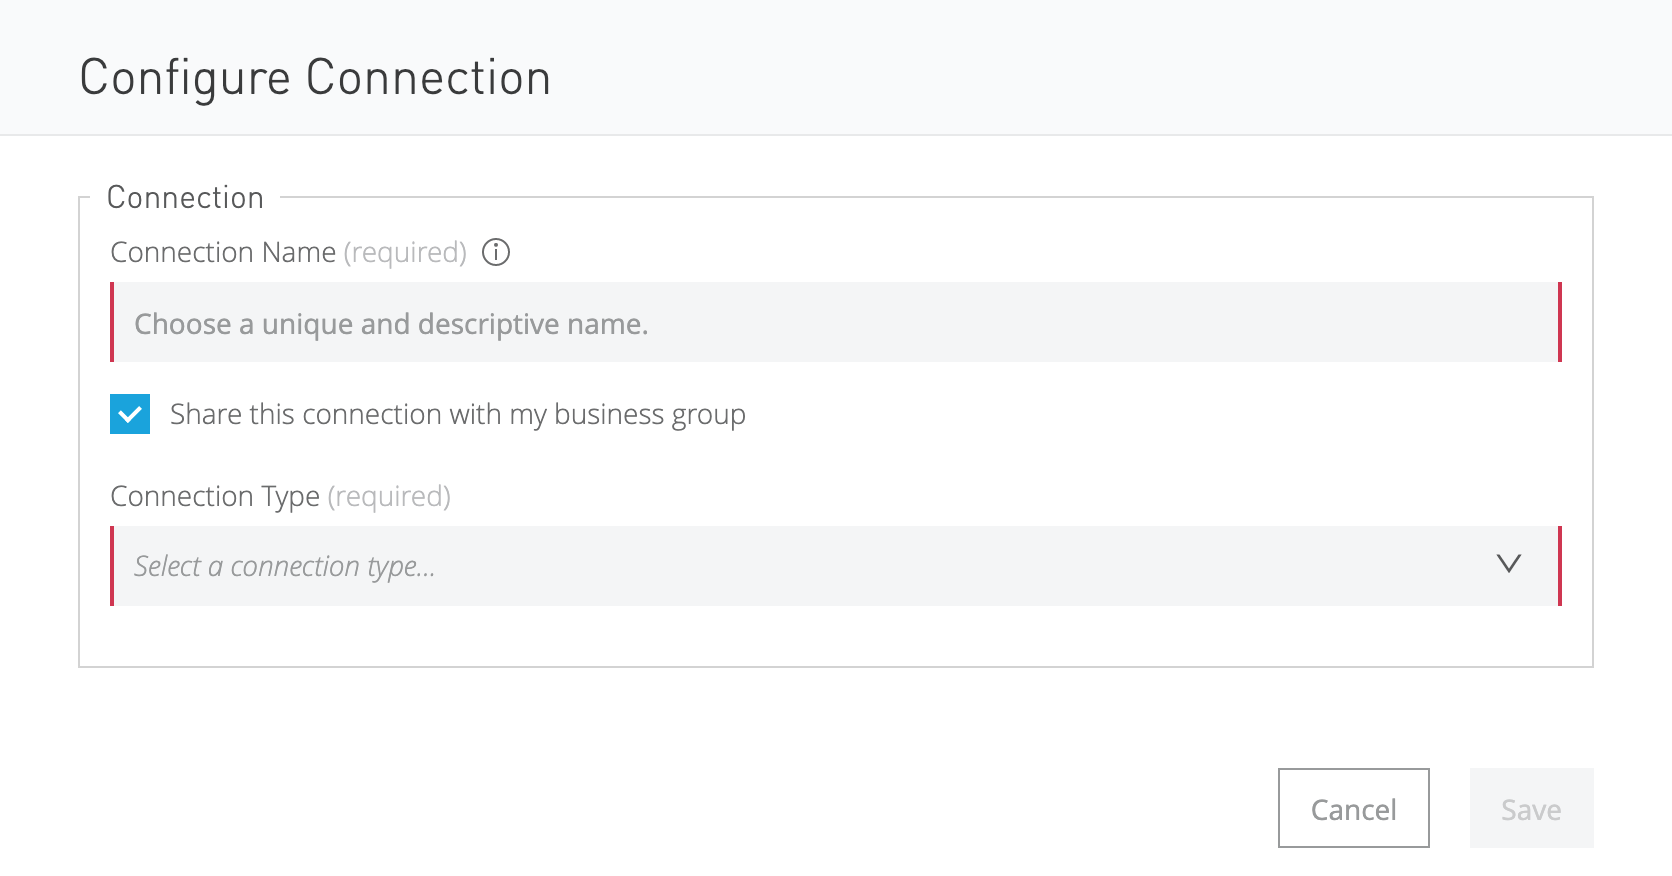 Configure Connection
Connection
Connection Name (required)
Choose a unique and descriptive name.
Share this connection with my business group
Connection Type (required)
Select a connection type...
Cancel Save